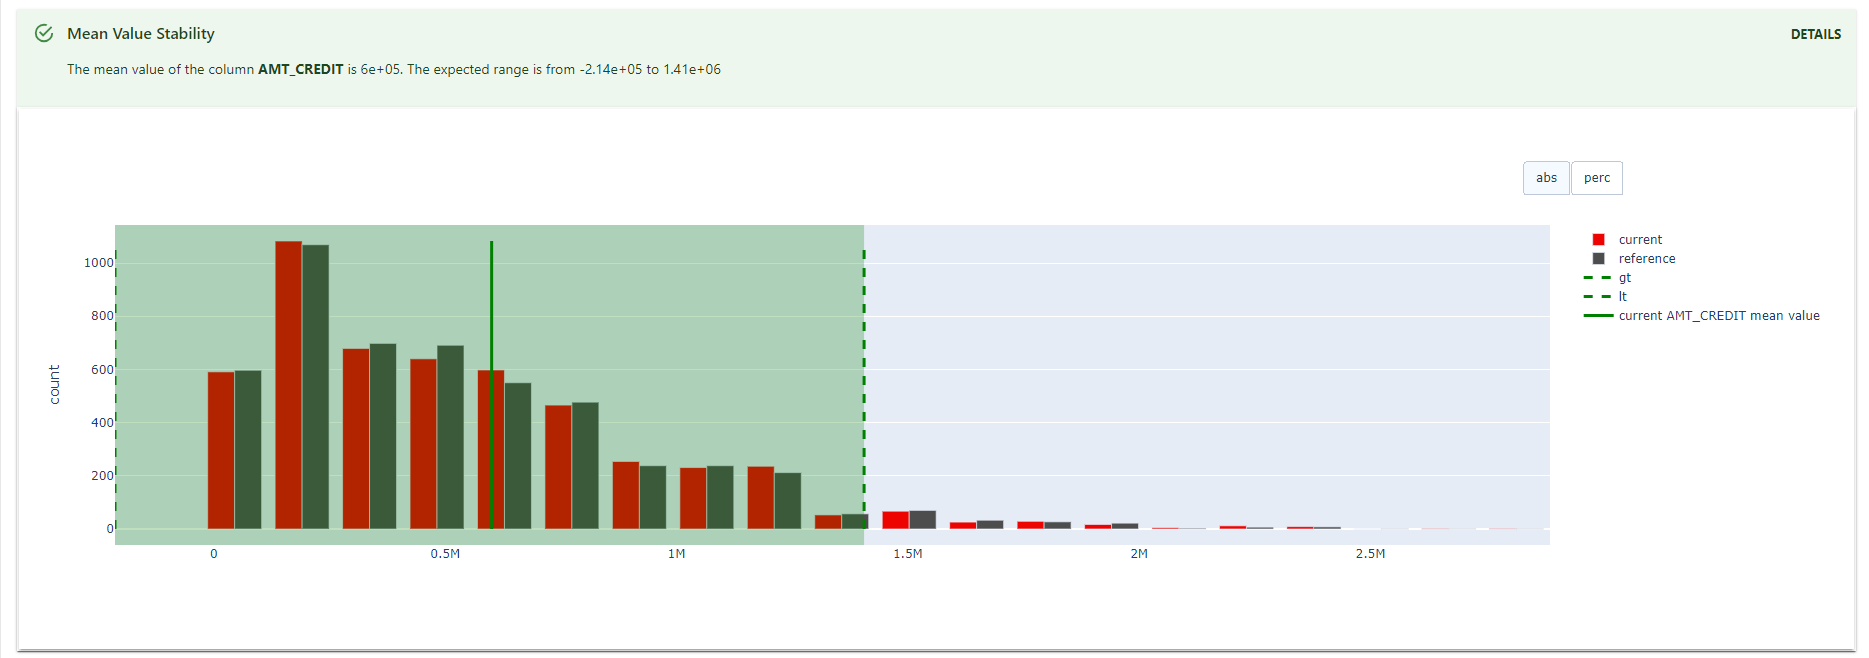 Mean Value Stability
DETAILS
The mean value of the column AMT_CREDIT is 6e+05. The expected range is from -2.14e+05 to 1.41e+06
abs
perc
current
reference
gt
lt
current AMT_CREDIT mean value
count
1000
800
600
400
200
0
0
0.5M
1M
1.5M
2M
2.5M